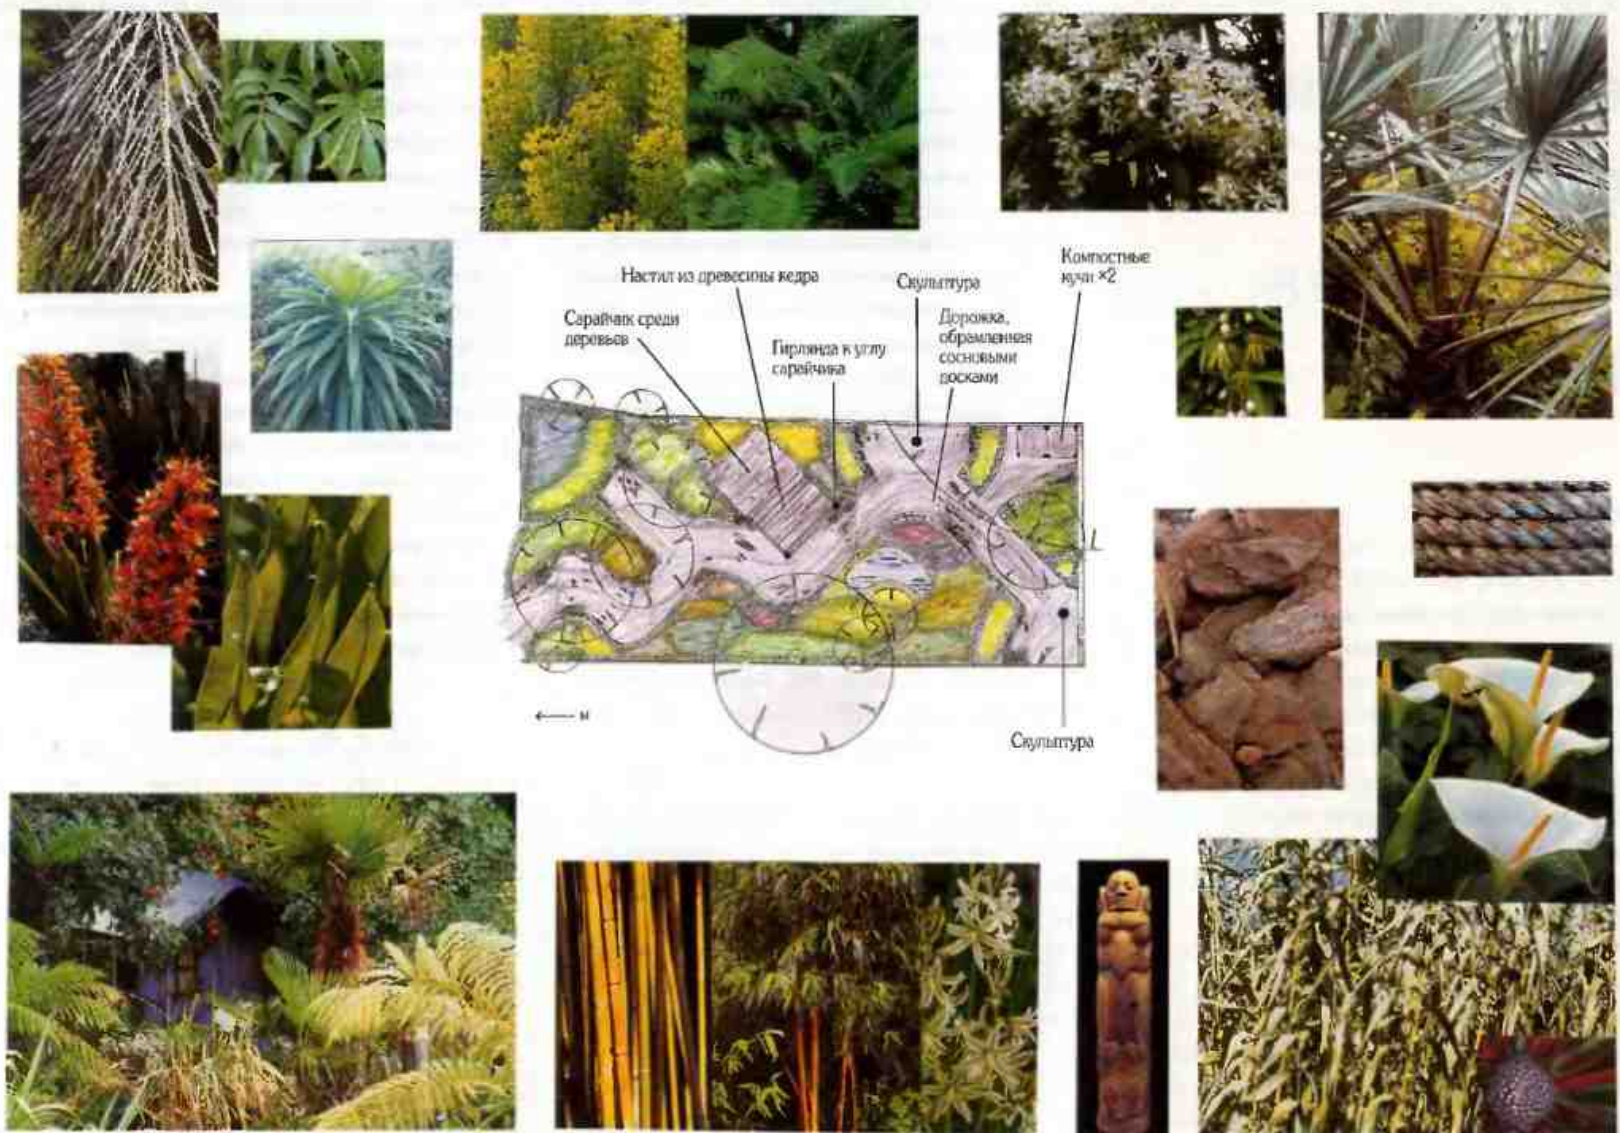 Настил из древесины кедра
Скульптура
Компостные
кучи ×2
Сарайчик среди
деревьев
Гирлянда к углу
сарайчика
Дорожка,
обрамленная
сосновыми
досками
Скульптура